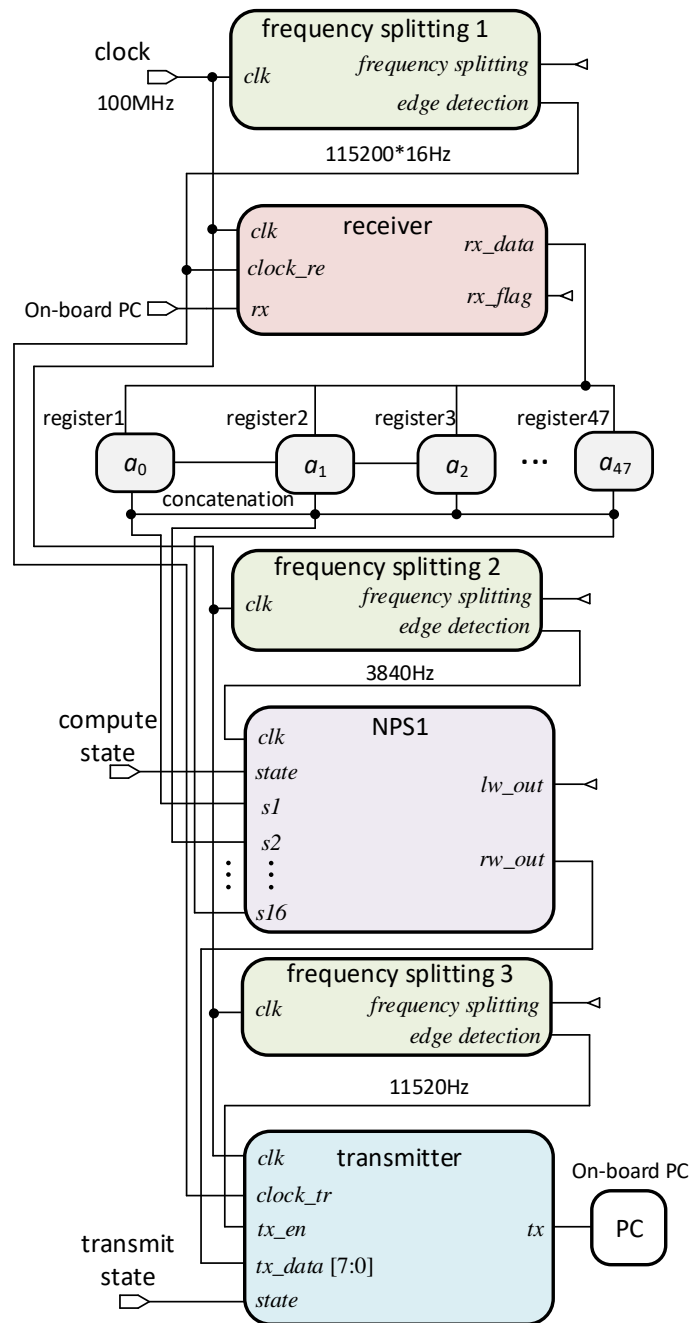 frequency splitting 1
clock
frequency splitting
clk
100MHz
edge detection
115200*16Hz
receiver
clk
rx_data
clock_re
On-board PC
rx
rx_flag
register1
register2
register3
register47
a0
a1
a2
...
a47
concatenation
frequency splitting 2
clk
frequency splitting
edge detection
3840Hz
compute
state
NPS1
clk
state
lw_out
s1
s2
rw_out
s16
frequency splitting 3
clk
frequency splitting
edge detection
11520Hz
transmitter
clk
On-board PC
clock_tr
tx_en
tx
PC
transmit
state
tx_data [7:0]
state